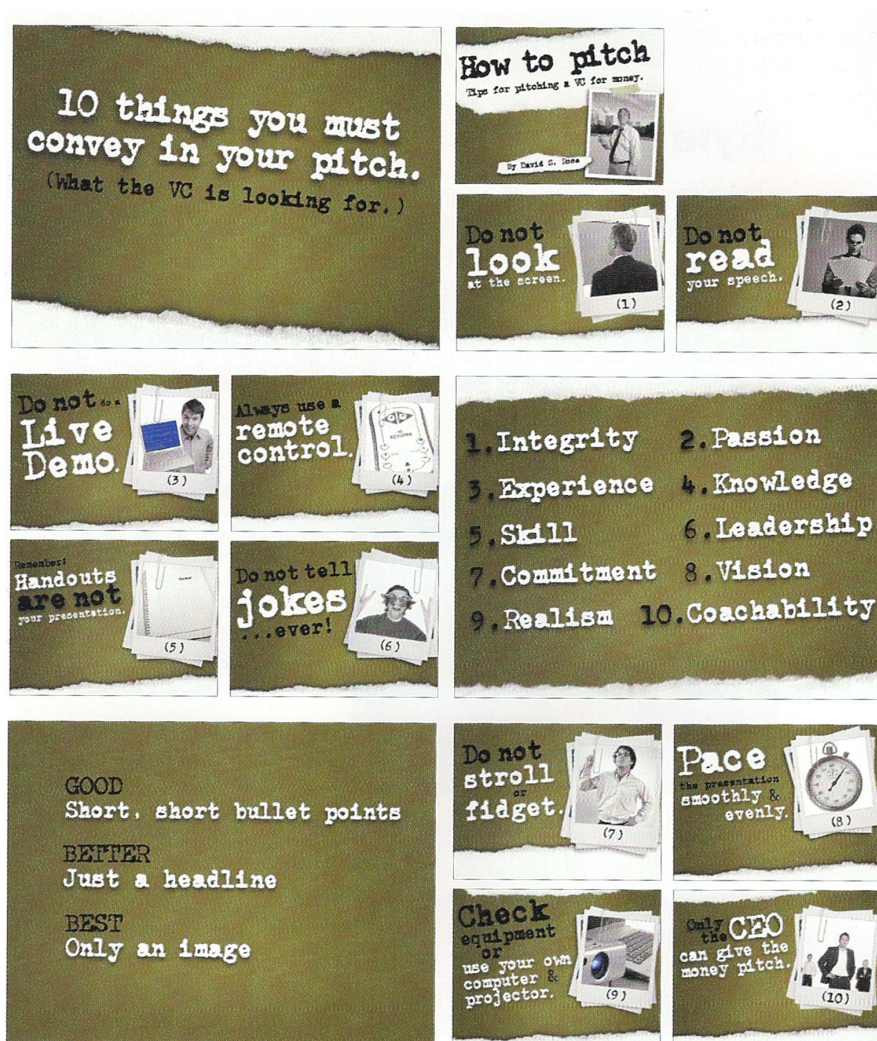 10 things you must
convey in your pitch.
(What the VC is looking for.)
How to pitch
Tips for pitching a VC for money.
By David S. Rose
Do not
look
at the screen.
(1)
Do not
read
your speech.
(2)
Do not do a
Live
Demo.
(3)
Always use a
remote
control.
(4)
1. Integrity
2. Passion
3. Experience
4. Knowledge
5. Skill
6. Leadership
7. Commitment
8. Vision
9. Realism
10. Coachability
Remember!
Handouts
are not
your presentation.
(5)
Do not tell
jokes
...ever!
(6)
GOOD
Short, short bullet points
BETTER
Just a headline
BEST
Only an image
Do not
stroll
or
fidget.
(7)
Pace
the presentation
smoothly &
evenly.
(8)
Check
equipment
or
use your own
computer &
projector.
(9)
Only
the CEO
can give the
money pitch.
(10)